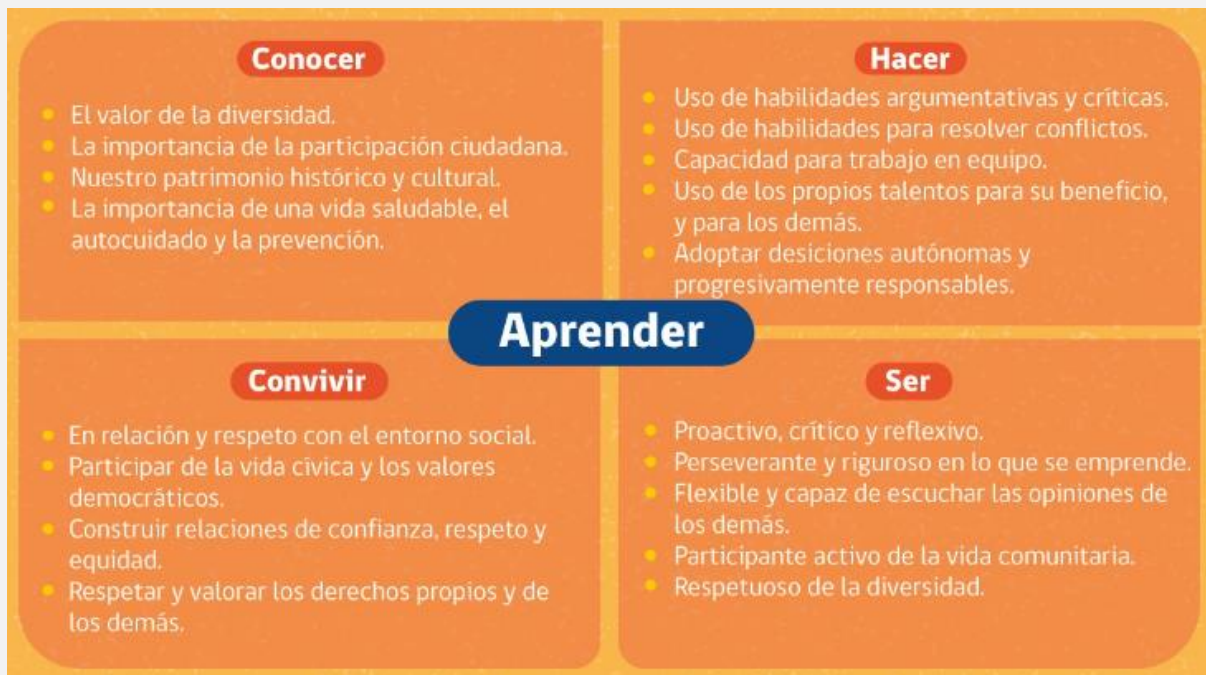 Conocer
El valor de la diversidad.
La importancia de la participación ciudadana.
Nuestro patrimonio histórico y cultural.
La importancia de una vida saludable, el
autocuidado y la prevención.
Hacer
Uso de habilidades argumentativas y críticas.
Uso de habilidades para resolver conflictos.
Capacidad para trabajo en equipo.
Uso de los propios talentos para su beneficio,
y para los demás.
Adoptar desiciones autónomas y
progresivamente responsables.
Aprender
Convivir
En relación y respeto con el entorno social.
Participar de la vida cívica y los valores
democráticos.
Construir relaciones de confianza, respeto y
equidad.
Respetar y valorar los derechos propios y de
los demás.
Ser
Proactivo, crítico y reflexivo.
Perseverante y riguroso en lo que se emprende.
Flexible y capaz de escuchar las opiniones de
los demás.
Participante activo de la vida comunitaria.
Respetuoso de la diversidad.